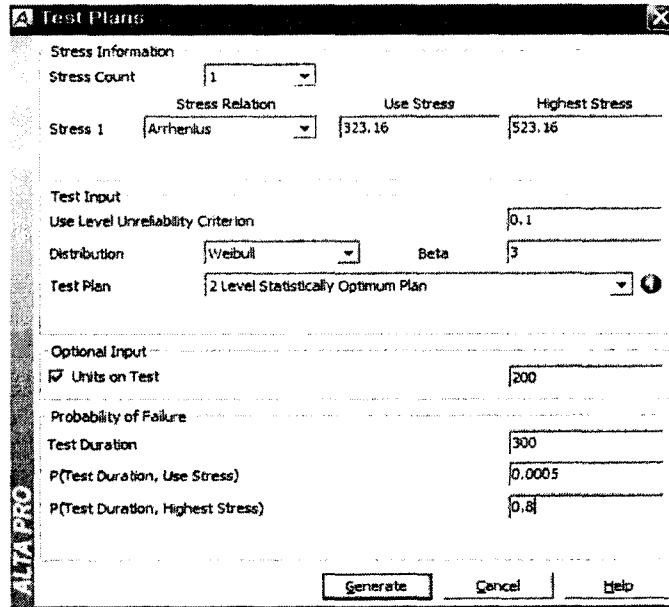 Test Plans
Stress Information
Stress Count 1
Stress Relation Use Stress Highest Stress
Stress 1 Arrhenius 323.16 523.16
Test Input
Use Level Unreliability Criterion 0.1
Distribution Weibull Beta 3
Test Plan 2 Level Statistically Optimum Plan
Optional Input
Units on Test 200
Probability of Failure
Test Duration 300
P(Test Duration, Use Stress) 0.0005
P(Test Duration, Highest Stress) 0.8
ALTA PRO
Generate Cancel Help